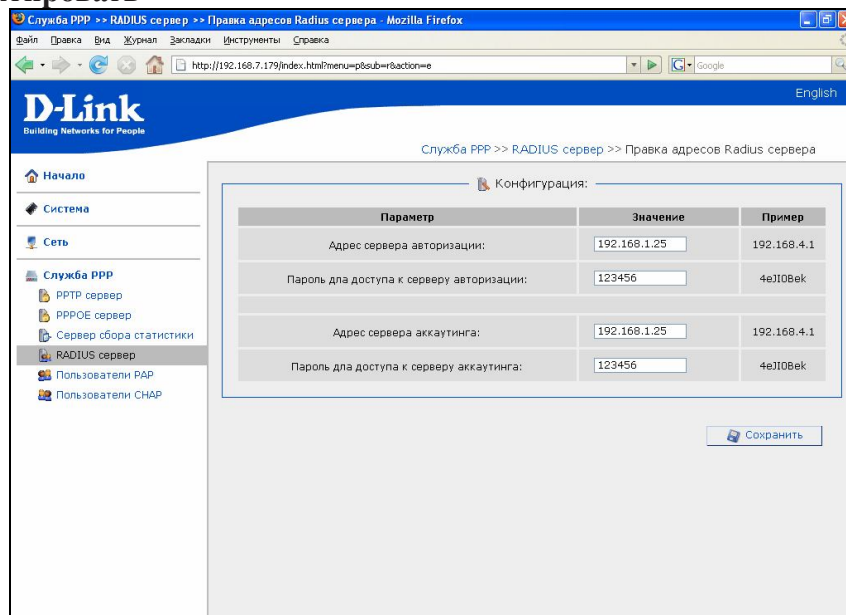 тировать
Служба PPP >> RADIUS сервер >> Правка адресов Radius сервера - Mozilla Firefox
Файл Правка Вид Журнал Закладки Инструменты Справка
http://192.168.7.179/index.html?menu=p&sub=r&action=e
G Google
English
D-Link
Building Networks for People
Служба PPP >> RADIUS сервер >> Правка адресов Radius сервера
Начало
Система
Сеть
Служба PPP
PPTP сервер
PPPOE сервер
Сервер сбора статистики
RADIUS сервер
Пользователи PAP
Пользователи CHAP
Конфигурация:
Параметр Значение Пример
Адрес сервера авторизации: 192.168.1.25 192.168.4.1
Пароль дла доступа к серверу авторизации: 123456 4eJI0Bek
Адрес сервера аккаутинга: 192.168.1.25 192.168.4.1
Пароль дла доступа к серверу аккаутинга: 123456 4eJI0Bek
Сохранить